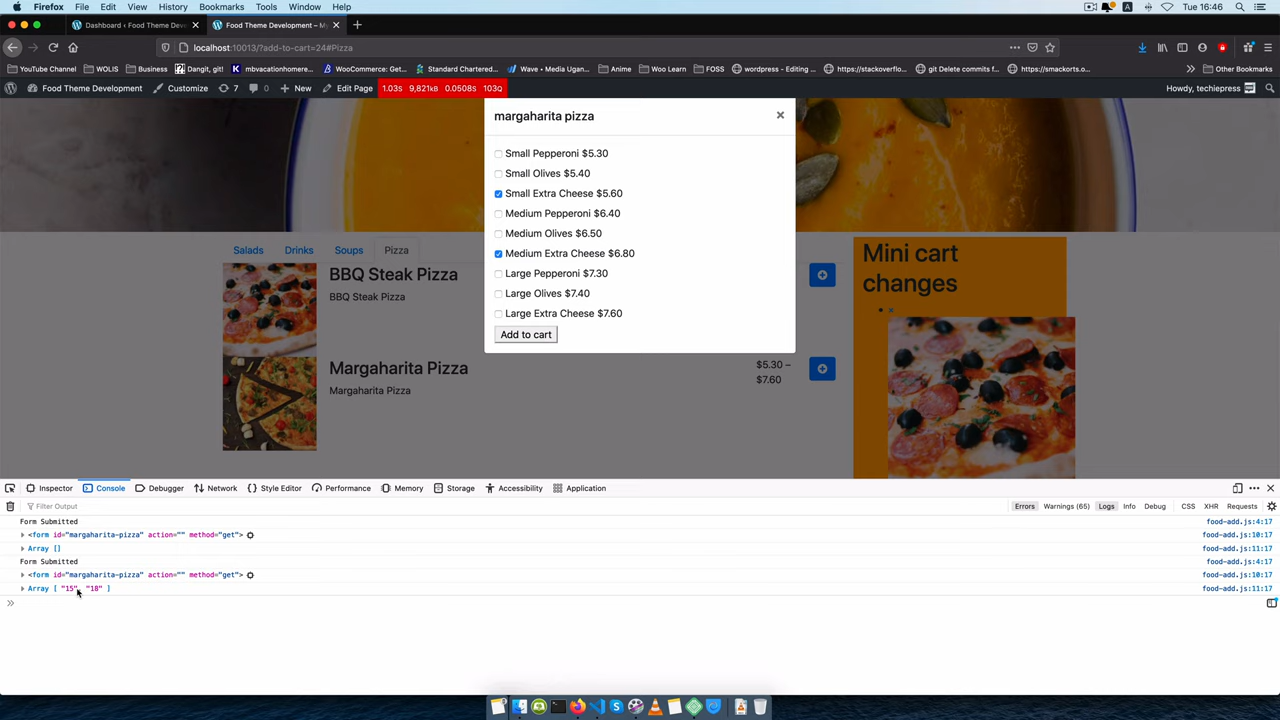 Firefox File Edit View History Bookmarks Tools Window Help Tue 16:46
Dashboard ‹ Food Theme Deve Food Theme Development – My
localhost:10013/?add-to-cart=24#Pizza
YouTube Channel WOLIS Business Dangit, git! mbvacationhomere... WooCommerce: Get... Standard Chartered... Wave • Media Ugan... Anime Woo Learn FOSS wordpress - Editing ... https://stackoverflo... git Delete commits f... https://smackorts.o... Other Bookmarks
Food Theme Development Customize 7 0 New 1.03S 9,821KB 0.0508S 103Q Edit Page Howdy, techiepress
margaharita pizza
Small Pepperoni $5.30
Small Olives $5.40
Small Extra Cheese $5.60
Medium Pepperoni $6.40
Medium Olives $6.50
Medium Extra Cheese $6.80
Large Pepperoni $7.30
Large Olives $7.40
Large Extra Cheese $7.60
Add to cart
Salads Drinks Soups Pizza
BBQ Steak Pizza
BBQ Steak Pizza
Margaharita Pizza
Margaharita Pizza
$5.30 –
$7.60
Mini cart
changes
×
Inspector Console Debugger Network Style Editor Performance Memory Storage Accessibility Application
Filter Output Errors Warnings (65) Logs Info Debug CSS XHR Requests
Form Submitted food-add.js:4:17
<form id="margaharita-pizza" action="" method="get"> food-add.js:10:17
Array [] food-add.js:11:17
Form Submitted food-add.js:4:17
<form id="margaharita-pizza" action="" method="get"> food-add.js:10:17
Array [ "15", "18" ] food-add.js:11:17